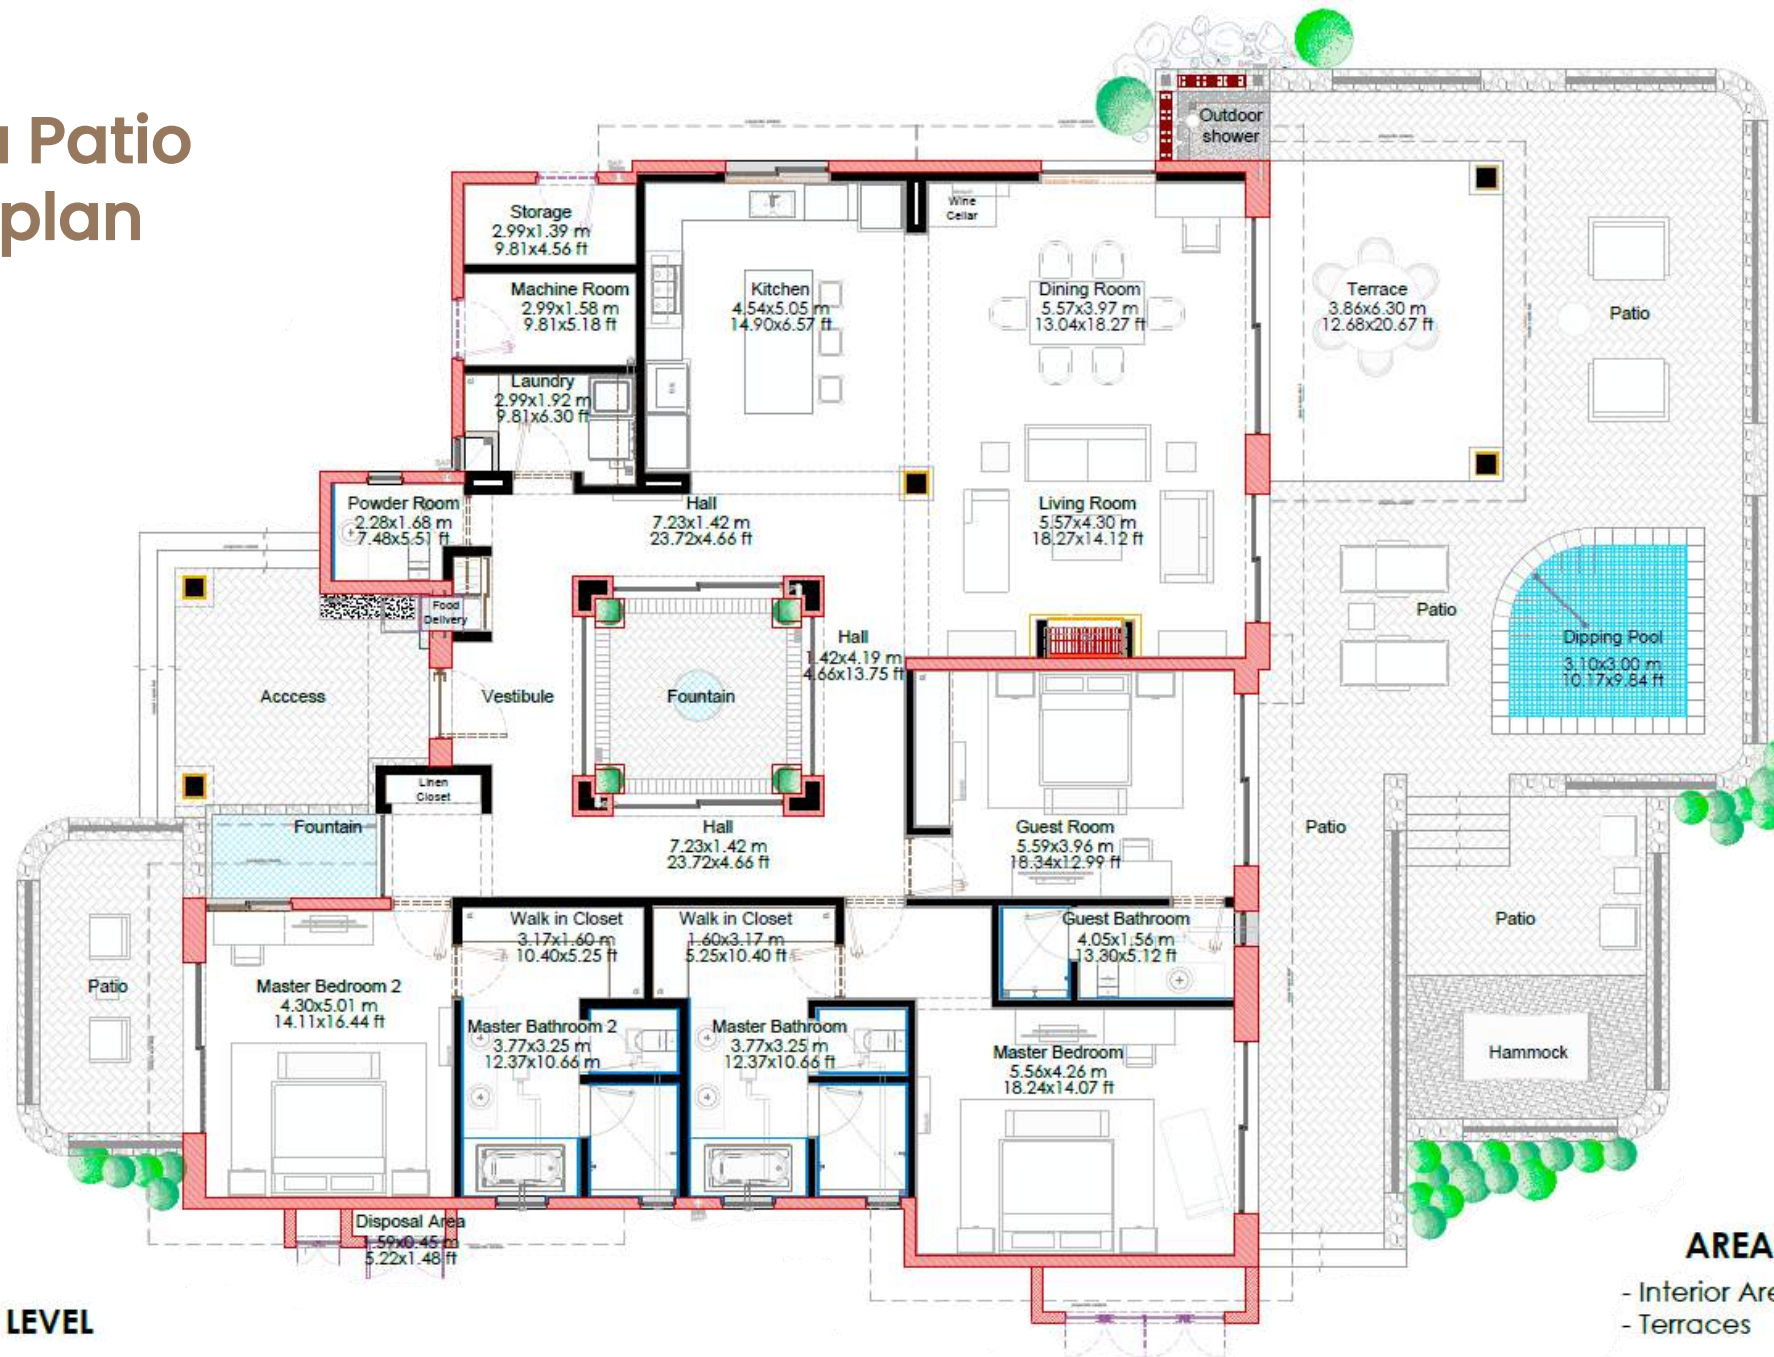 Patio
plan
Outdoor
shower
Storage
2.99x1.39 m
9.81x4.56 ft
Wine
Cellar
Machine Room
2.99x1.58 m
9.81x5.18 ft
Kitchen
4.54x5.05 m
14.90x6.57 ft
Dining Room
5.57x3.97 m
13.04x18.27 ft
Terrace
3.86x6.30 m
12.68x20.67 ft
Patio
Laundry
2.99x1.92 m
9.81x6.30 ft
Powder Room
2.28x1.68 m
7.48x5.51 ft
Hall
7.23x1.42 m
23.72x4.66 ft
Living Room
5.57x4.30 m
18.27x14.12 ft
Food
Delivery
Patio
Hall
1.42x4.19 m
4.66x13.75 ft
Dipping Pool
3.10x3.00 m
10.17x9.84 ft
Acccess
Vestibule
Fountain
Linen
Closet
Fountain
Hall
7.23x1.42 m
23.72x4.66 ft
Guest Room
5.59x3.96 m
18.34x12.99 ft
Patio
Walk in Closet
3.17x1.60 m
10.40x5.25 ft
Walk in Closet
1.60x3.17 m
5.25x10.40 ft
Guest Bathroom
4.05x1.56 m
13.30x5.12 ft
Patio
Patio
Master Bedroom 2
4.30x5.01 m
14.11x16.44 ft
Master Bathroom 2
3.77x3.25 m
12.37x10.66 m
Master Bathroom
3.77x3.25 m
12.37x10.66 ft
Master Bedroom
5.56x4.26 m
18.24x14.07 ft
Hammock
Disposal Area
.59x0.45 m
5.22x1.48 ft
AREA
- Interior Are
- Terraces
LEVEL